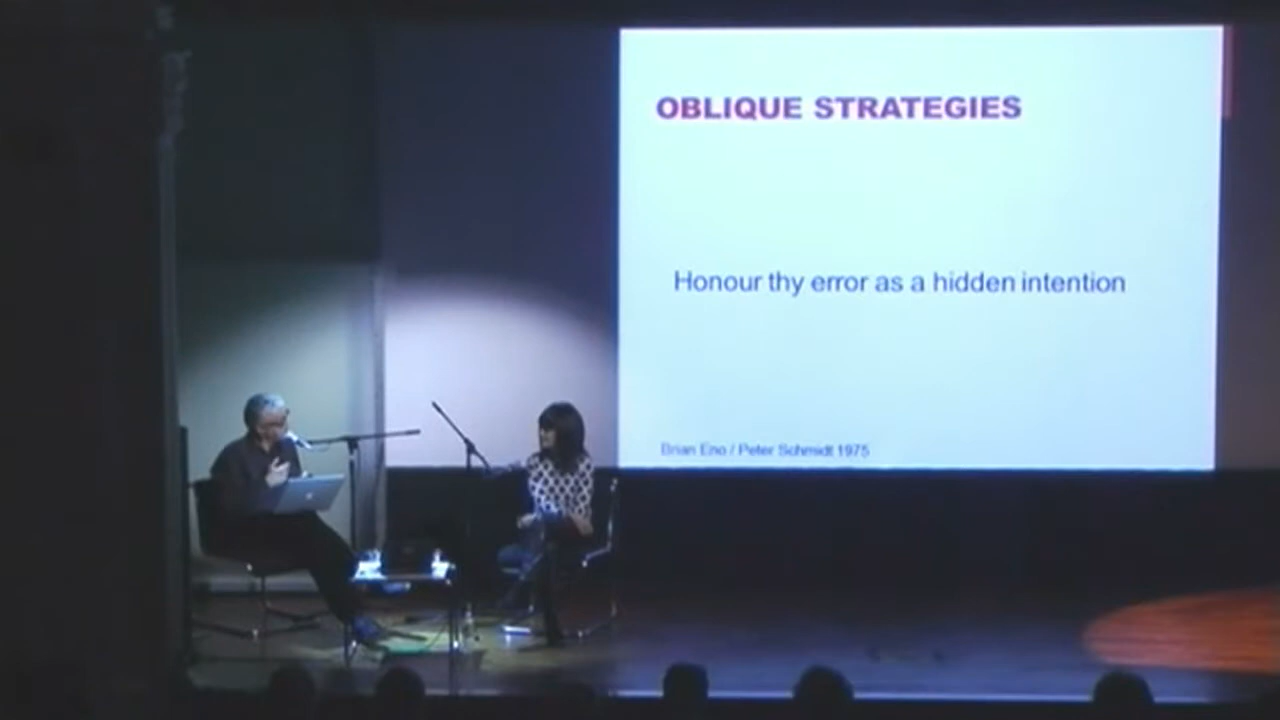 OBLIQUE STRATEGIES
Honour thy error as a hidden intention
Brian Eno / Peter Schmidt 1975